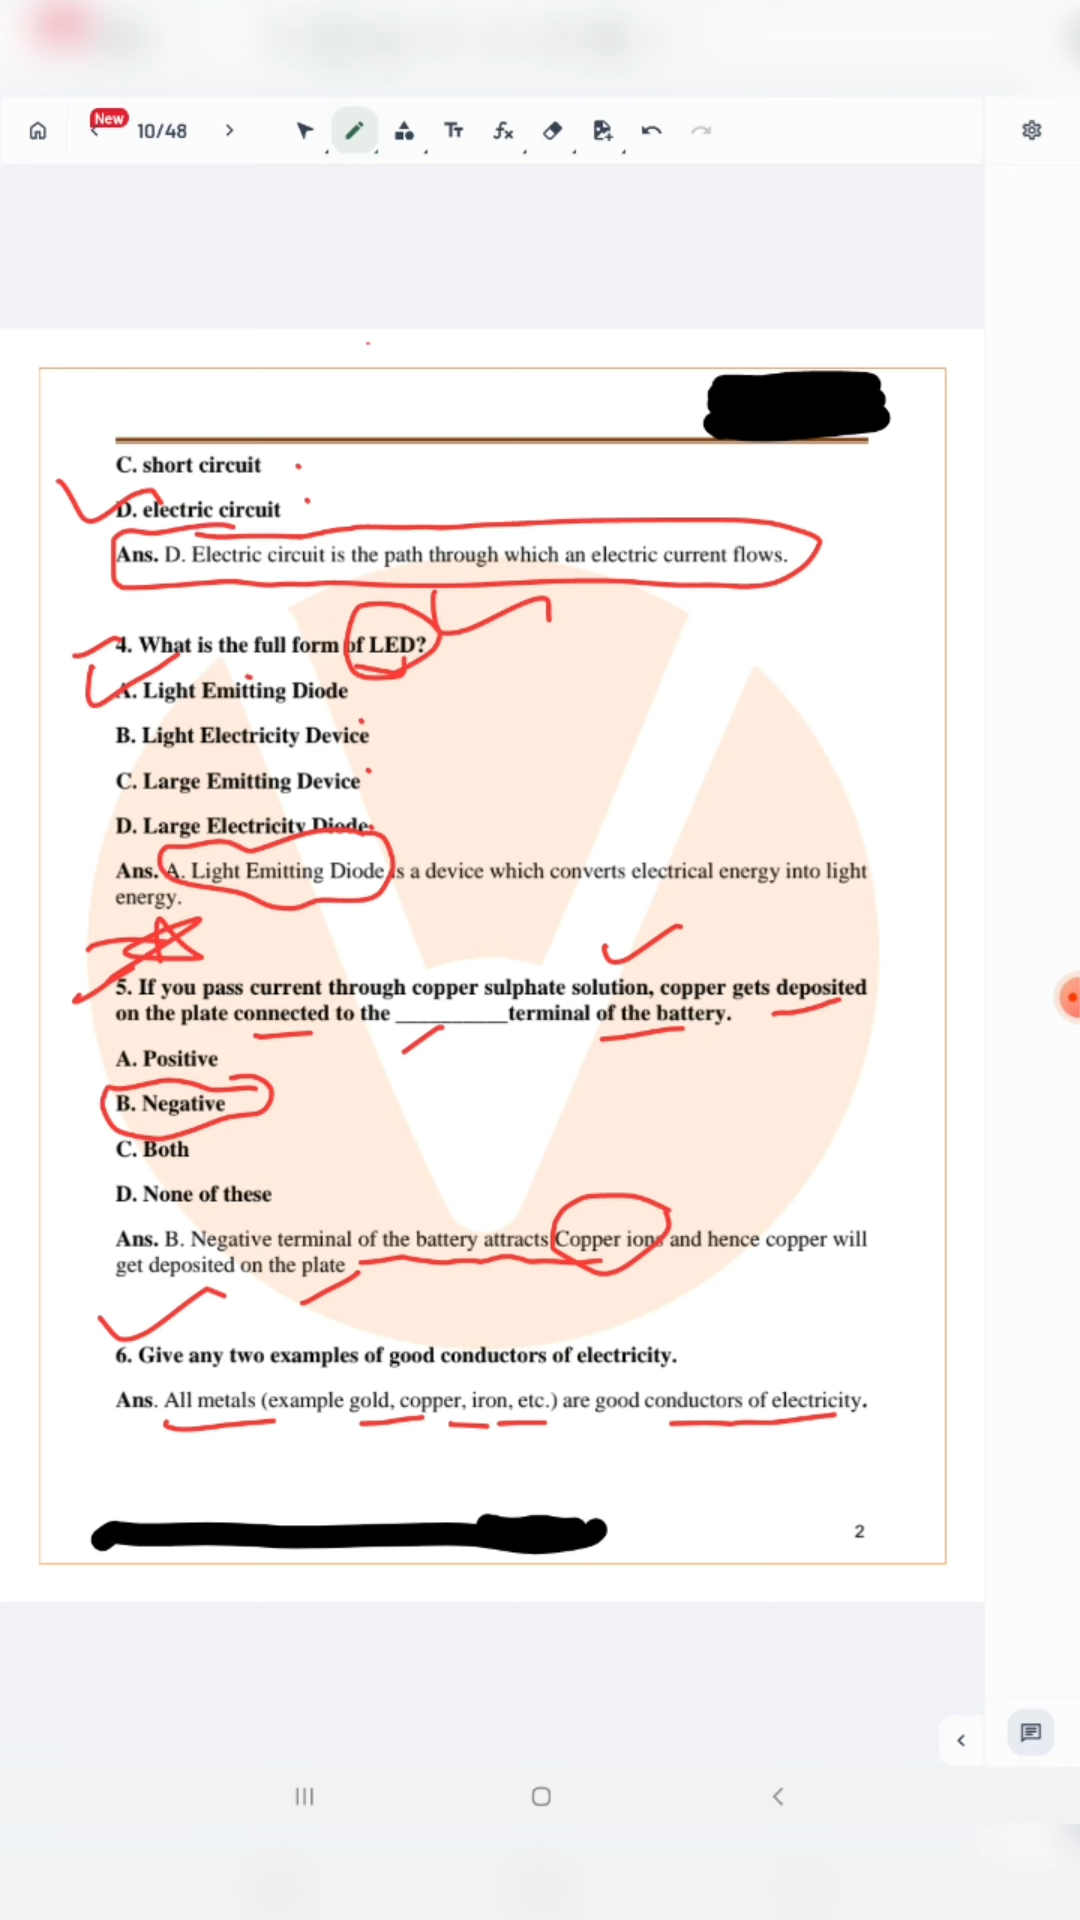 New
10/48
TT
fx
C. short circuit
D. electric circuit
Ans. D. Electric circuit is the path through which an electric current flows.
4. What is the full form of LED?
A. Light Emitting Diode
B. Light Electricity Device
C. Large Emitting Device
D. Large Electricity Diode
Ans. A. Light Emitting Diode is a device which converts electrical energy into light
energy.
5. If you pass current through copper sulphate solution, copper gets deposited
on the plate connected to the __________terminal of the battery.
A. Positive
B. Negative
C. Both
D. None of these
Ans. B. Negative terminal of the battery attracts Copper ions and hence copper will
get deposited on the plate
6. Give any two examples of good conductors of electricity.
Ans. All metals (example gold, copper, iron, etc.) are good conductors of electricity.
2